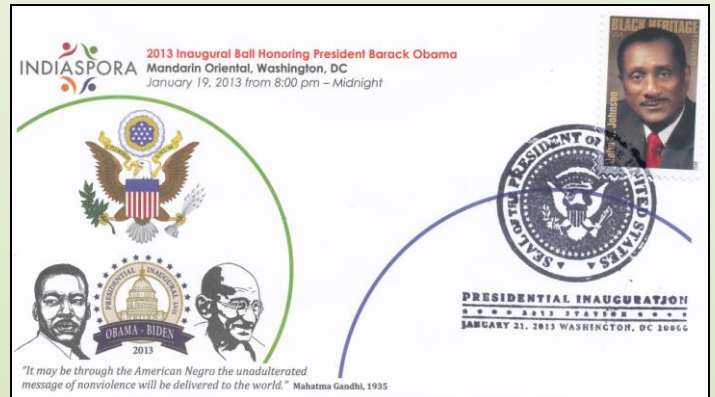 INDIASPORA
2013 Inaugural Ball Honoring President Barack Obama
Mandarin Oriental, Washington, DC
January 19, 2013 from 8:00 pm – Midnight
BLACK HERITAGE
USA
FOREVER
John H. Johnson
SEAL OF THE PRESIDENT OF THE UNITED STATES
PRESIDENTIAL INAUGURATION
2013 STATION
JANUARY 21, 2013 WASHINGTON, DC 20066
PRESIDENTIAL INAUGURAL
OBAMA - BIDEN
2013
"It may be through the American Negro the unadulterated
message of nonviolence will be delivered to the world." Mahatma Gandhi, 1935